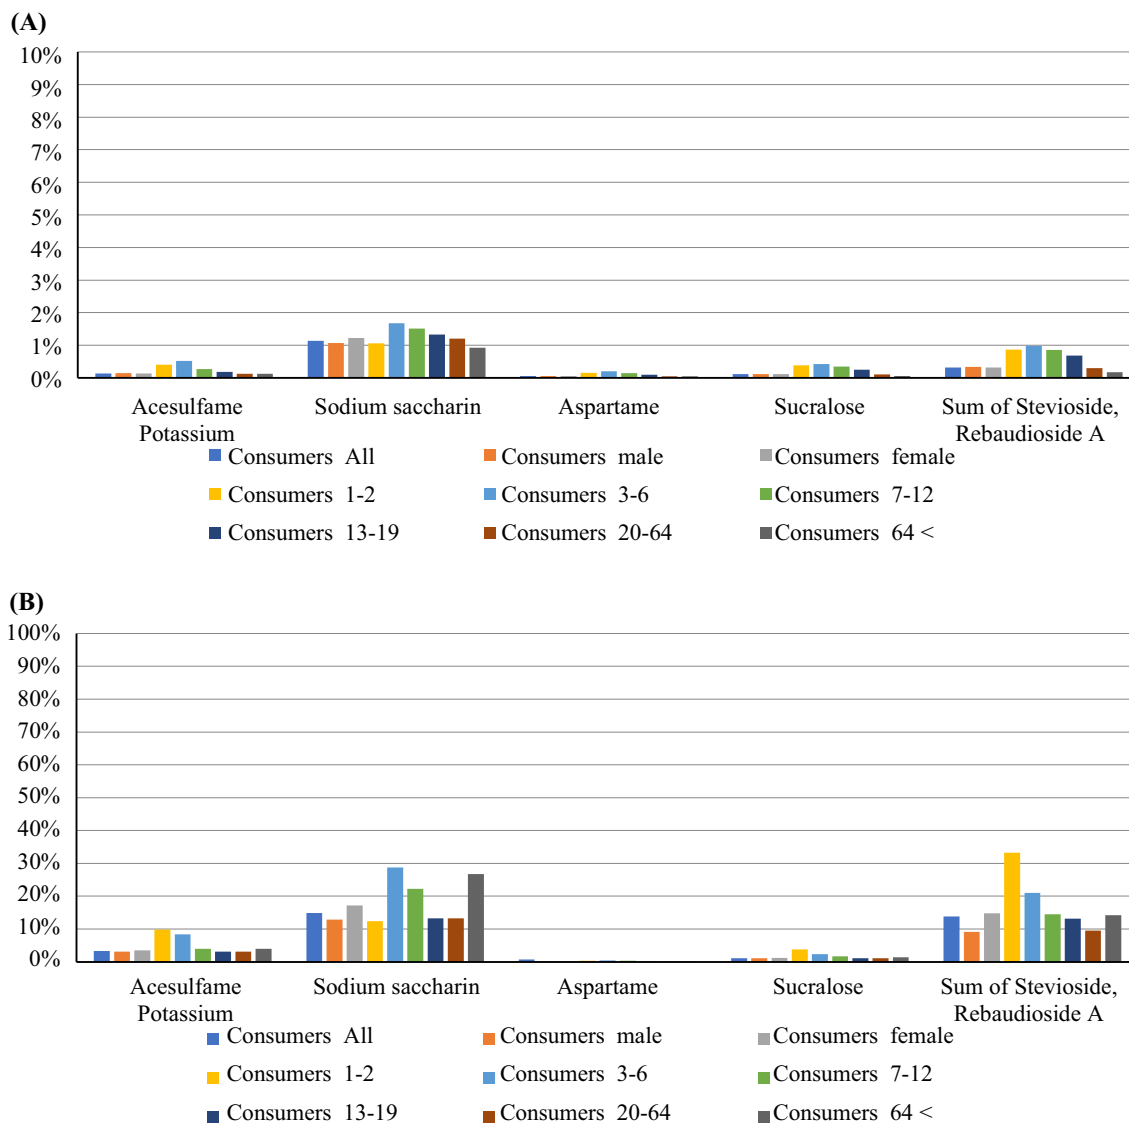 (A)
10%
9%
8%
7%
6%
5%
4%
3%
2%
1%
0%
Acesulfame Potassium
Sodium saccharin
Aspartame
Sucralose
Sum of Stevioside, Rebaudioside A
Consumers All
Consumers male
Consumers female
Consumers 1-2
Consumers 3-6
Consumers 7-12
Consumers 13-19
Consumers 20-64
Consumers 64 <
(B)
100%
90%
80%
70%
60%
50%
40%
30%
20%
10%
0%
Acesulfame Potassium
Sodium saccharin
Aspartame
Sucralose
Sum of Stevioside, Rebaudioside A
Consumers All
Consumers male
Consumers female
Consumers 1-2
Consumers 3-6
Consumers 7-12
Consumers 13-19
Consumers 20-64
Consumers 64 <